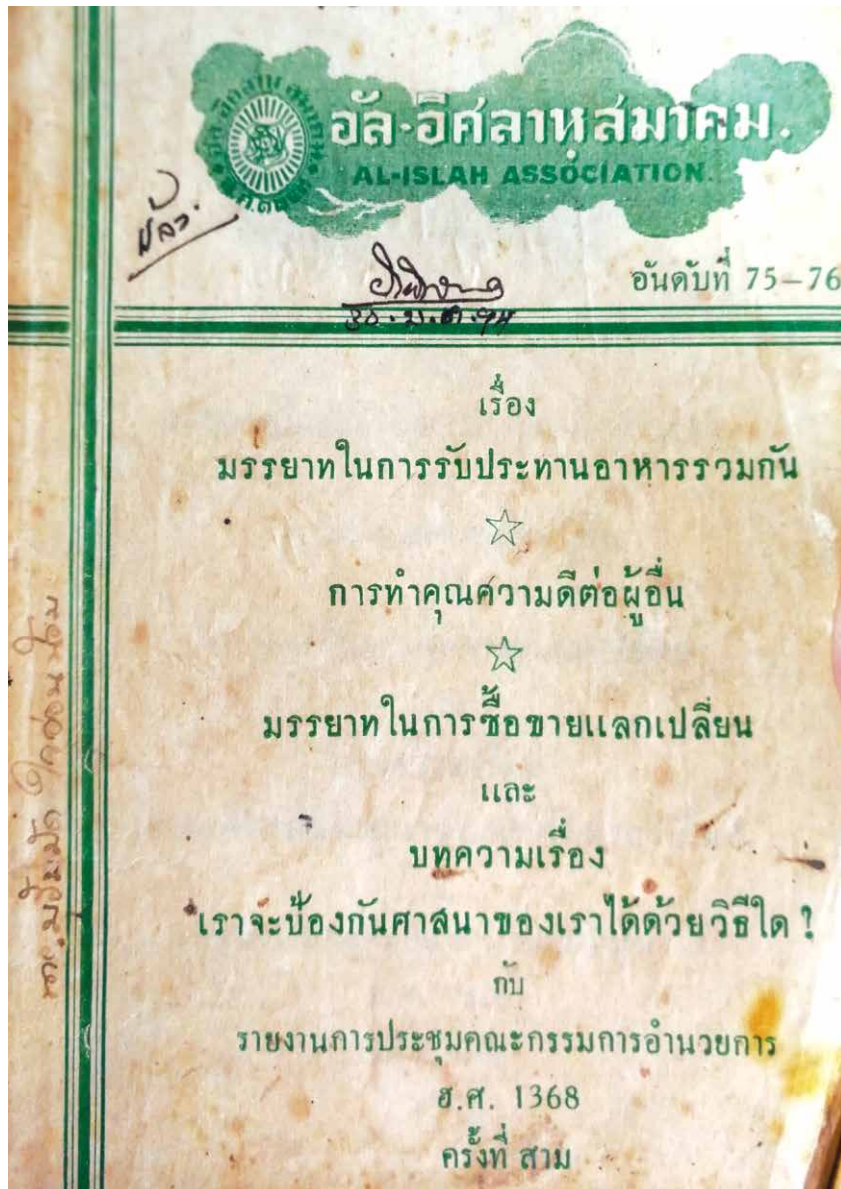 อัล·อิศลาหฺสมาคม.
AL-ISLAH ASSOCIATION.
อันดับที่ 75–76
เรื่อง
มรรยาทในการรับประทานอาหารรวมกัน
การทำคุณความดีต่อผู้อื่น
มรรยาทในการซื้อขายแลกเปลี่ยน
และ
บทความเรื่อง
เราจะป้องกันศาสนาของเราได้ด้วยวิธีใด ?
กับ
รายงานการประชุมคณะกรรมการอำนวยการ
ฮ.ศ. 1368
ครั้งที่ สาม